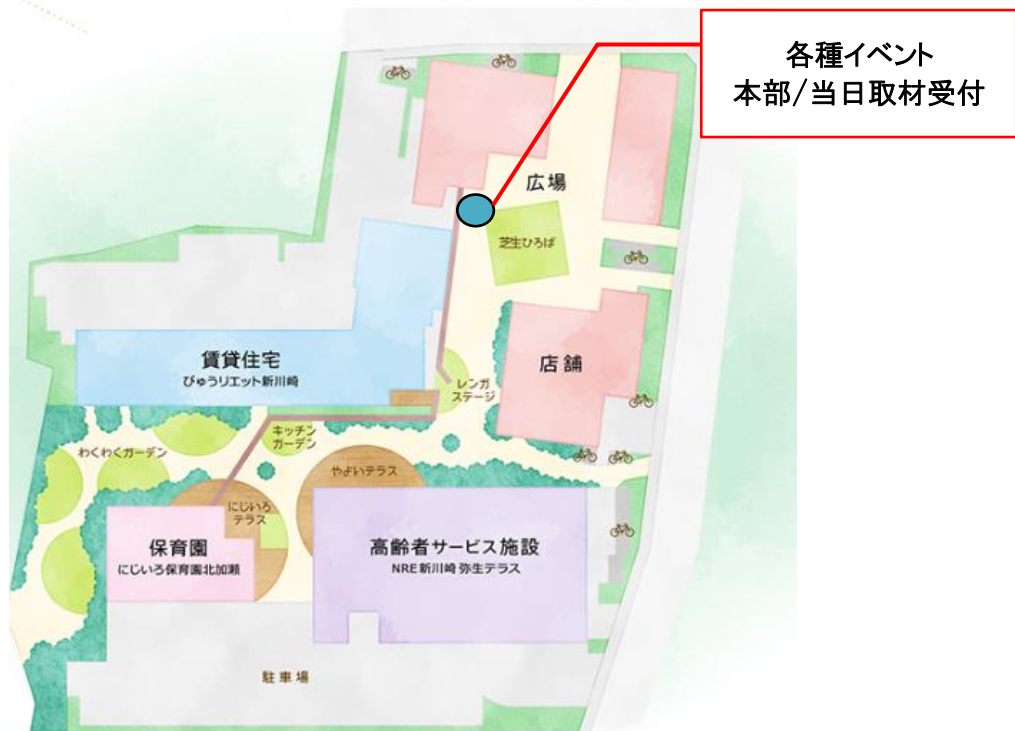 各種イベント
本部/当日取材受付
広場
芝生ひろば
賃貸住宅
びゅうリエット新川崎
店舗
レンガ
ステージ
キッチン
ガーデン
わくわくガーデン
やよいテラス
にじいろ
テラス
保育園
にじいろ保育園北加瀬
高齢者サービス施設
NRE新川崎 弥生テラス
駐車場